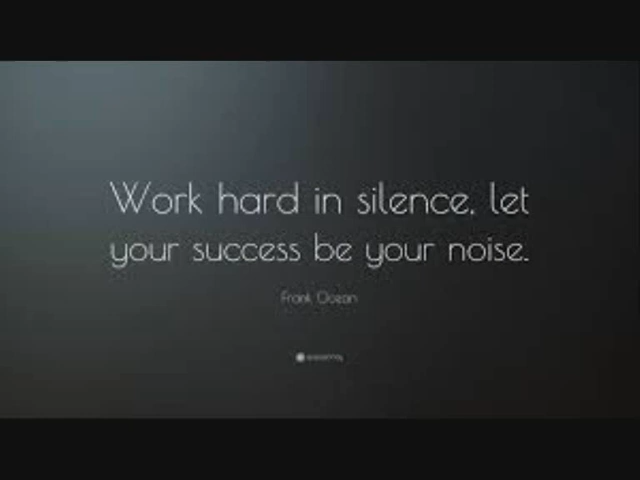 Work hard in silence, let
your success be your noise.
Frank Ocean